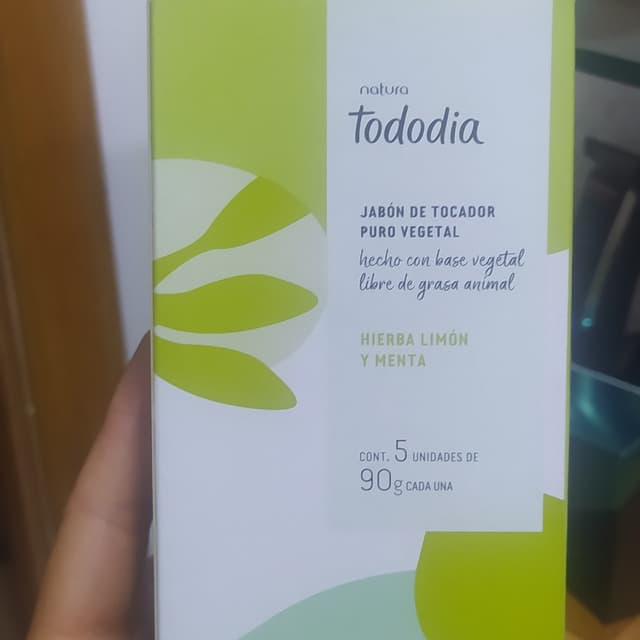 natura
tododia
JABÓN DE TOCADOR
PURO VEGETAL
hecho con base vegetal
libre de grasa animal
HIERBA LIMÓN
Y MENTA
CONT. 5 UNIDADES DE
90g CADA UNA